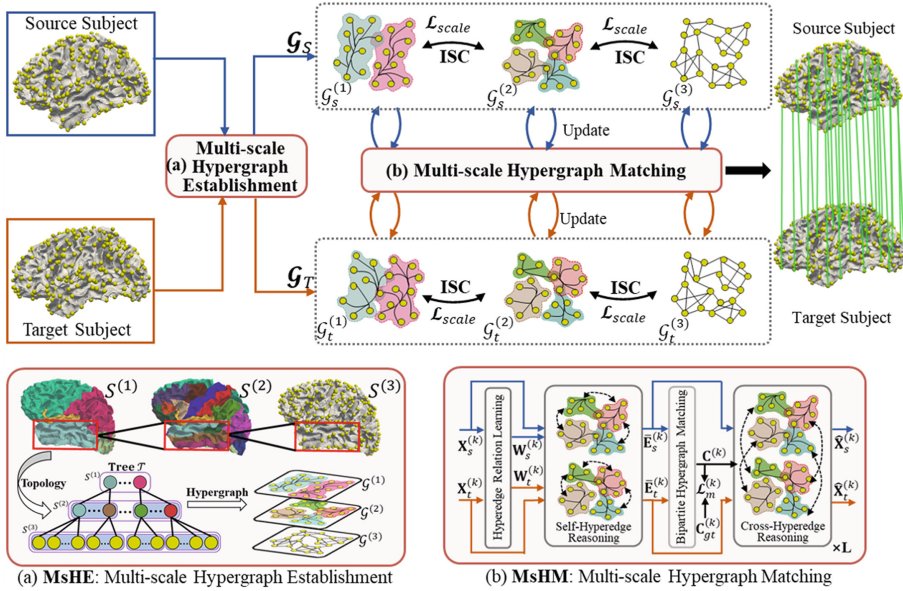 Source Subject
Target Subject
Multi-scale
(a) Hypergraph
Establishment
𝓖_S
𝓖_T
𝒢_s^(1)
ℒ_scale
ISC
𝒢_s^(2)
ℒ_scale
ISC
𝒢_s^(3)
Update
(b) Multi-scale Hypergraph Matching
Update
𝒢_t^(1)
ISC
ℒ_scale
𝒢_t^(2)
ISC
ℒ_scale
𝒢_t^(3)
Source Subject
Target Subject
S^(1)
S^(2)
S^(3)
Topology
Tree 𝒯
S^(1)
S^(2)
S^(3)
Hypergraph
𝒢^(1)
𝒢^(2)
𝒢^(3)
(a) MsHE: Multi-scale Hypergraph Establishment
X_s^(k)
X_t^(k)
Hyperedge Relation Learning
W_s^(k)
W_t^(k)
Self-Hyperedge
Reasoning
Ē_s^(k)
Ē_t^(k)
Bipartite Hypergraph Matching
C^(k)
ℒ_m^(k)
C_gt^(k)
Cross-Hyperedge
Reasoning
X̂_s^(k)
X̂_t^(k)
×L
(b) MsHM: Multi-scale Hypergraph Matching